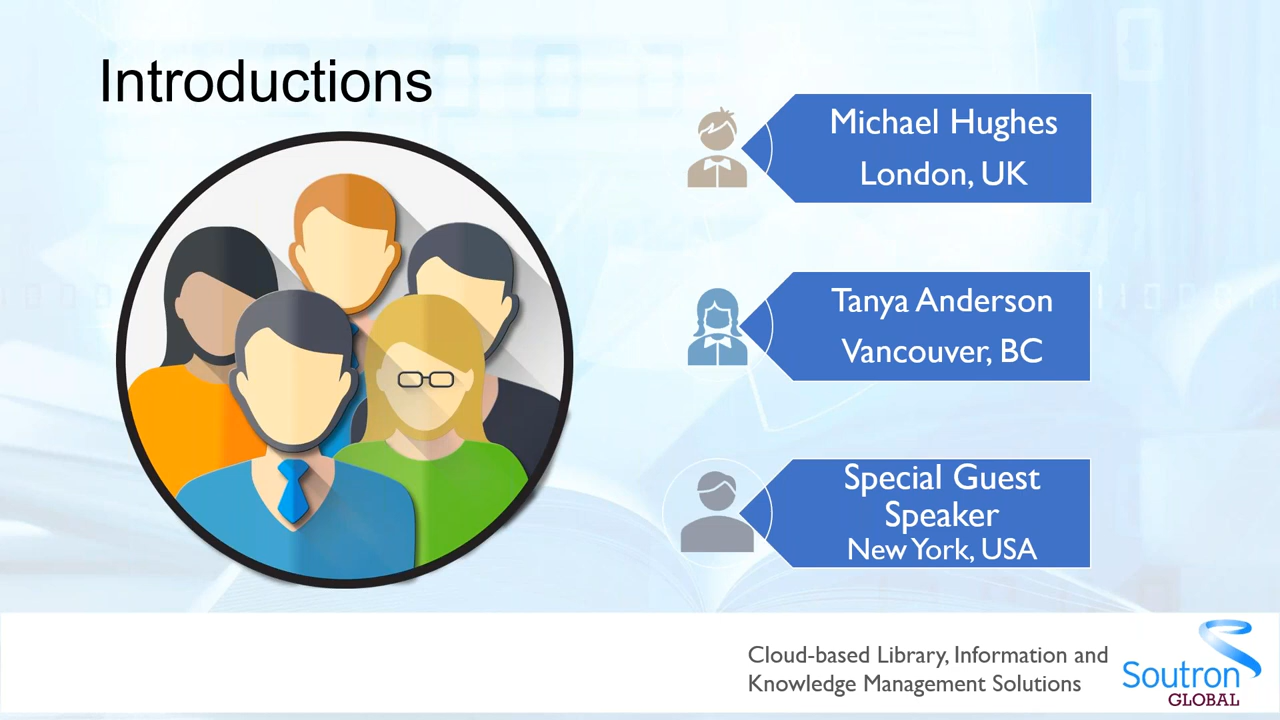 Introductions
Michael Hughes
London, UK
Tanya Anderson
Vancouver, BC
Special Guest
Speaker
New York, USA
Cloud-based Library, Information and
Knowledge Management Solutions
Soutron
GLOBAL